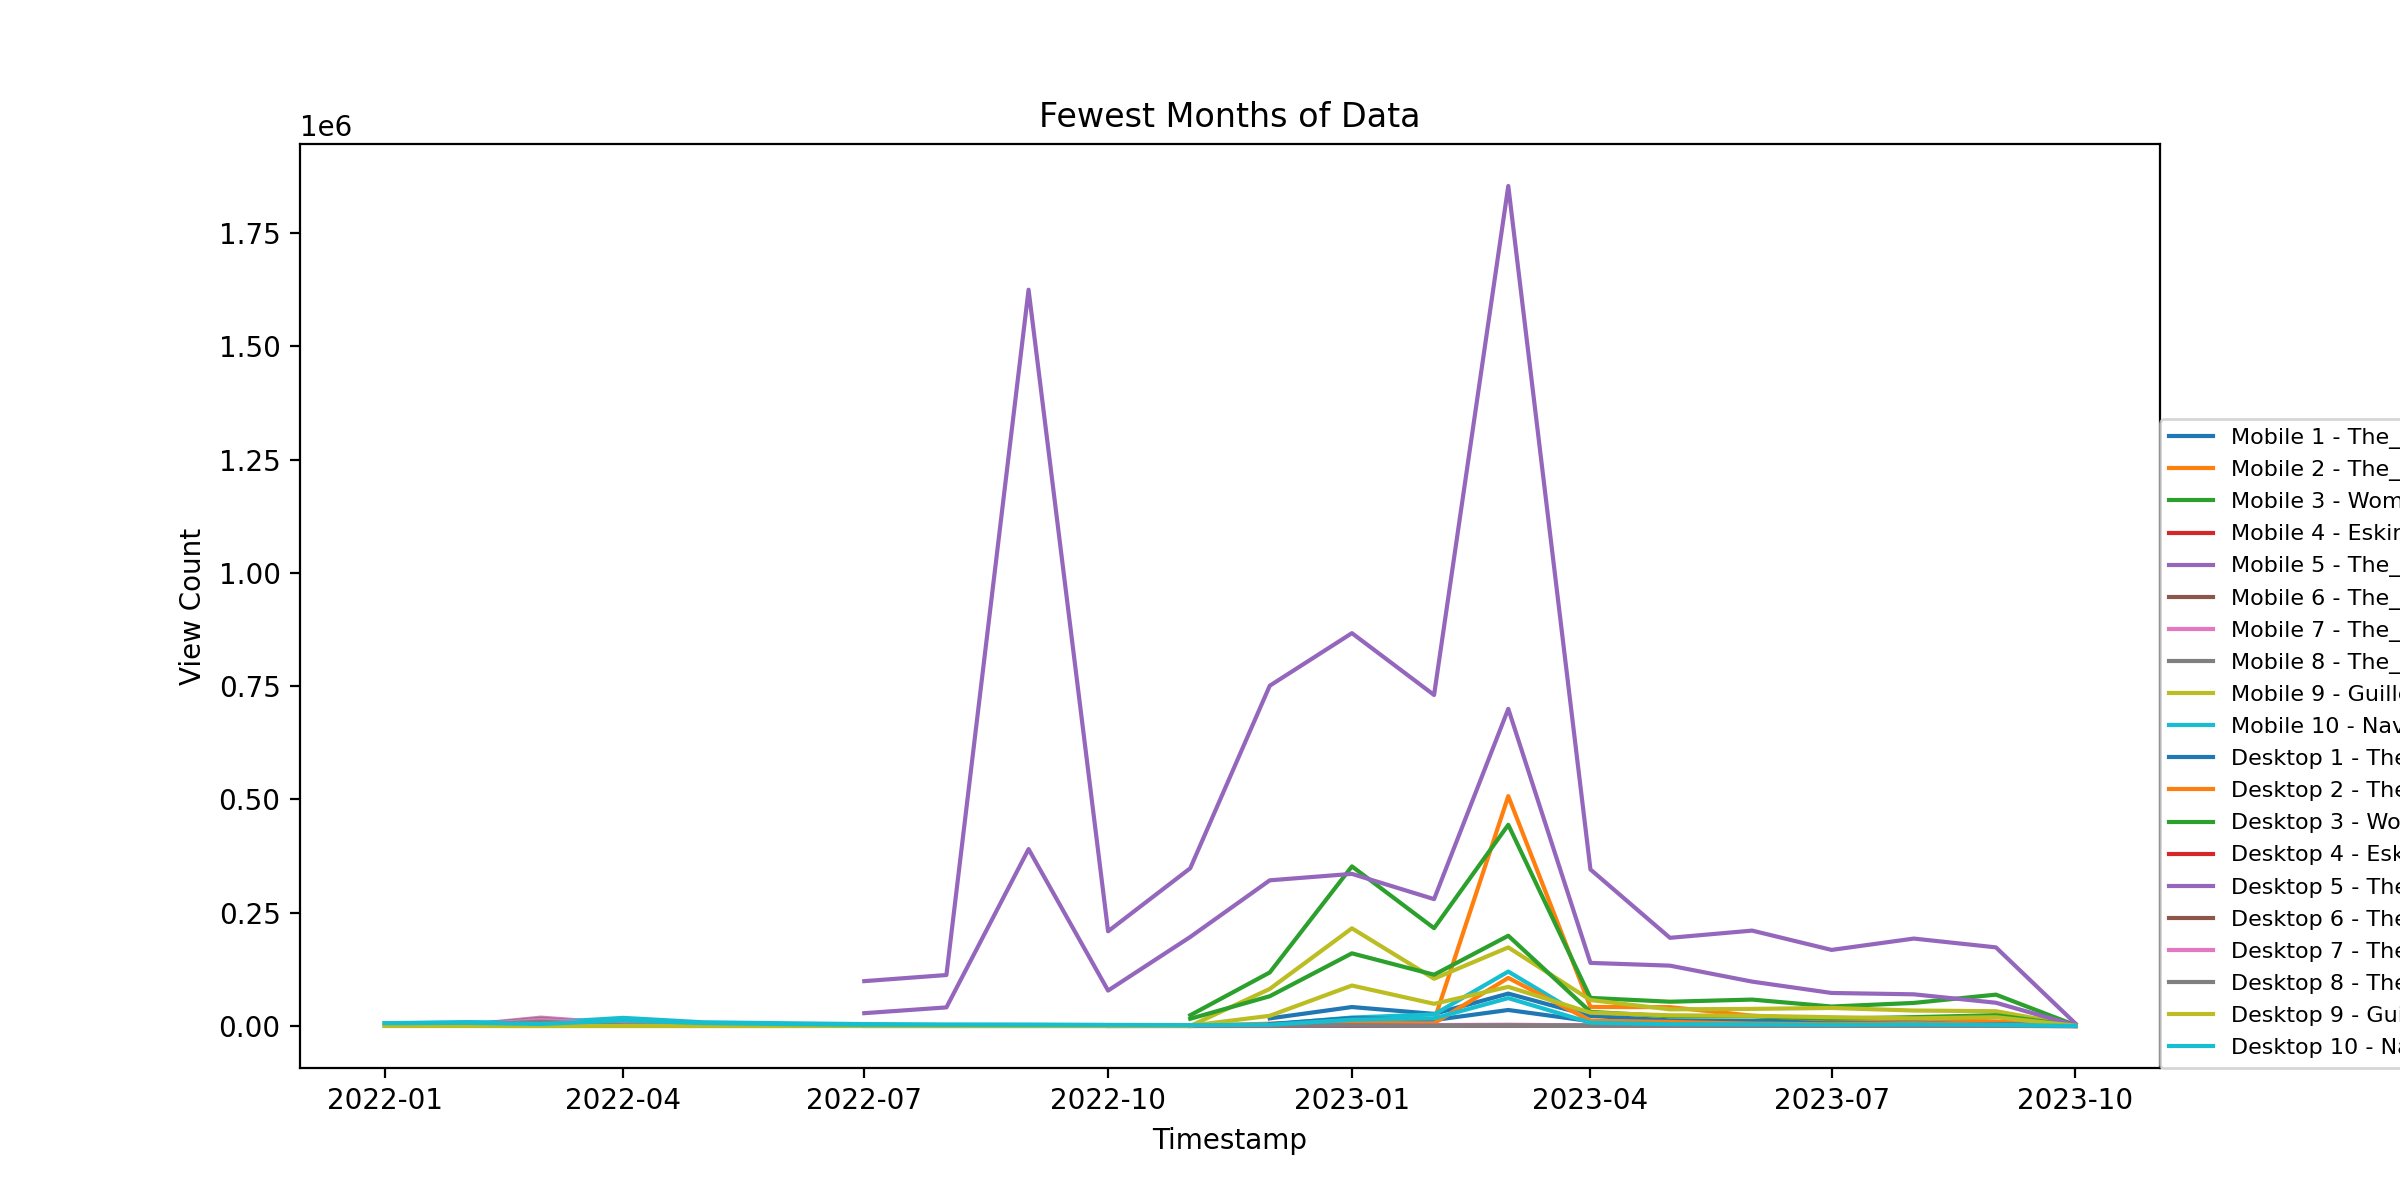 Fewest Months of Data
1e6
1.75
1.50
1.25
1.00
0.75
0.50
0.25
0.00
View Count
2022-01 2022-04 2022-07 2022-10 2023-01 2023-04 2023-07 2023-10
Timestamp
Mobile 1 - The_
Mobile 2 - The_
Mobile 3 - Wom
Mobile 4 - Eskin
Mobile 5 - The_
Mobile 6 - The_
Mobile 7 - The_
Mobile 8 - The_
Mobile 9 - Guille
Mobile 10 - Nav
Desktop 1 - The
Desktop 2 - The
Desktop 3 - Wo
Desktop 4 - Esk
Desktop 5 - The
Desktop 6 - The
Desktop 7 - The
Desktop 8 - The
Desktop 9 - Gui
Desktop 10 - Na